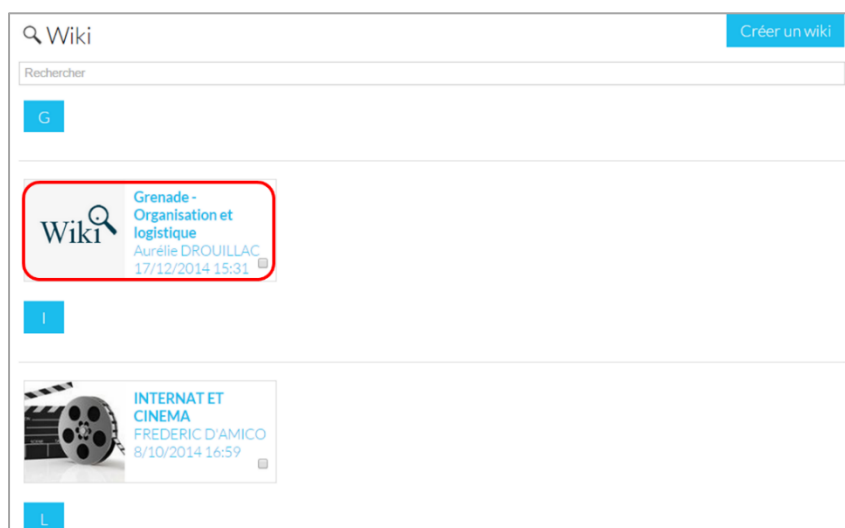 Wiki
Créer un wiki
Rechercher
G
Wiki
Grenade -
Organisation et
logistique
Aurélie DROUILLAC
17/12/2014 15:31
I
INTERNAT ET
CINEMA
FREDERIC D'AMICO
8/10/2014 16:59
L